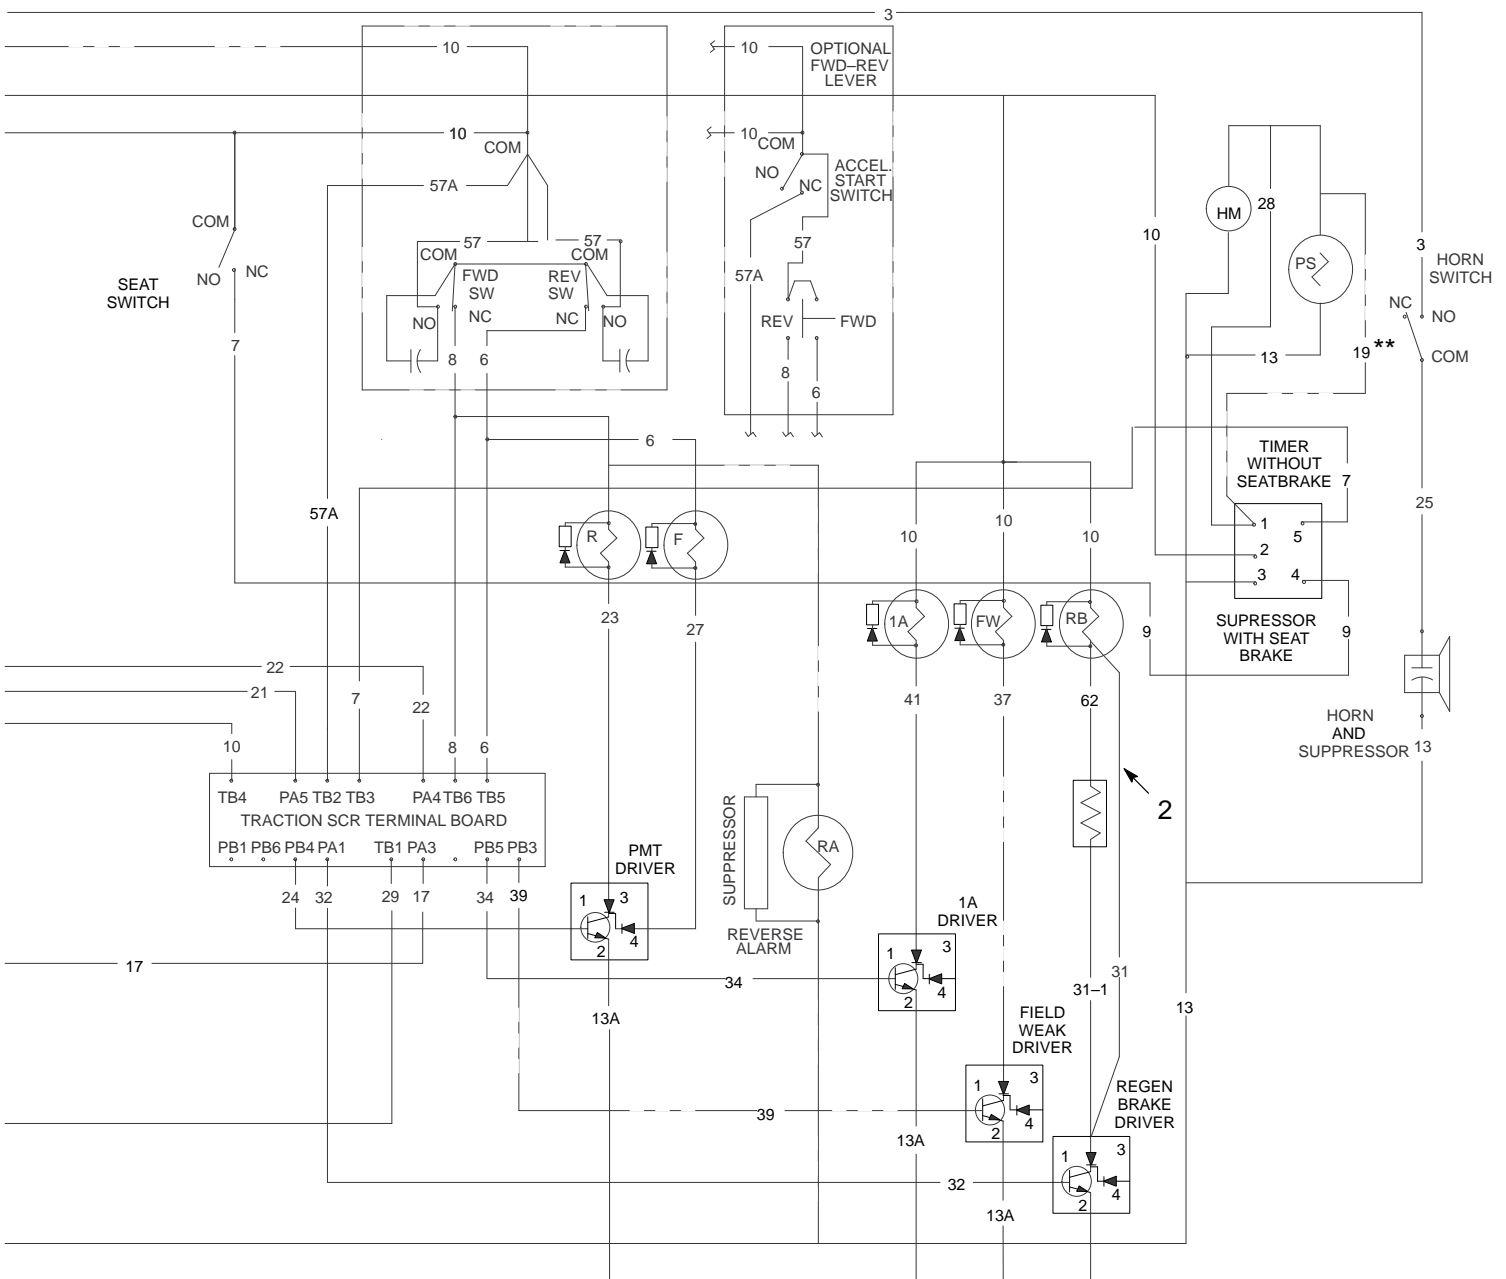 3
10
10
OPTIONAL
FWD–REV
LEVER
10
10
COM
COM
57A
NO
NC
ACCEL.
START
SWITCH
COM
NO
NC
SEAT
SWITCH
57
57
COM
COM
FWD
SW
REV
SW
NO
NC
NC
NO
57
57A
REV
FWD
8
6
8
6
7
HM
28
PS
10
3
HORN
SWITCH
NC
NO
COM
13
19 **
6
57A
TIMER
WITHOUT
SEATBRAKE
7
25
1
5
2
3
4
SUPRESSOR
WITH SEAT
BRAKE
9
9
R
F
10
10
10
1A
FW
RB
23
27
22
21
7
22
41
37
62
10
8
6
HORN
AND
SUPPRESSOR
13
TB4
PA5
TB2
TB3
PA4
TB6
TB5
TRACTION SCR TERMINAL BOARD
PB1
PB6
PB4
PA1
TB1
PA3
PB5
PB3
2
SUPPRESSOR
RA
REVERSE
ALARM
PMT
DRIVER
24
32
29
17
34
39
1
3
2
4
1A
DRIVER
17
34
1
3
2
4
31
31–1
13A
13
FIELD
WEAK
DRIVER
1
3
2
4
39
13A
REGEN
BRAKE
DRIVER
1
3
2
4
32
13A